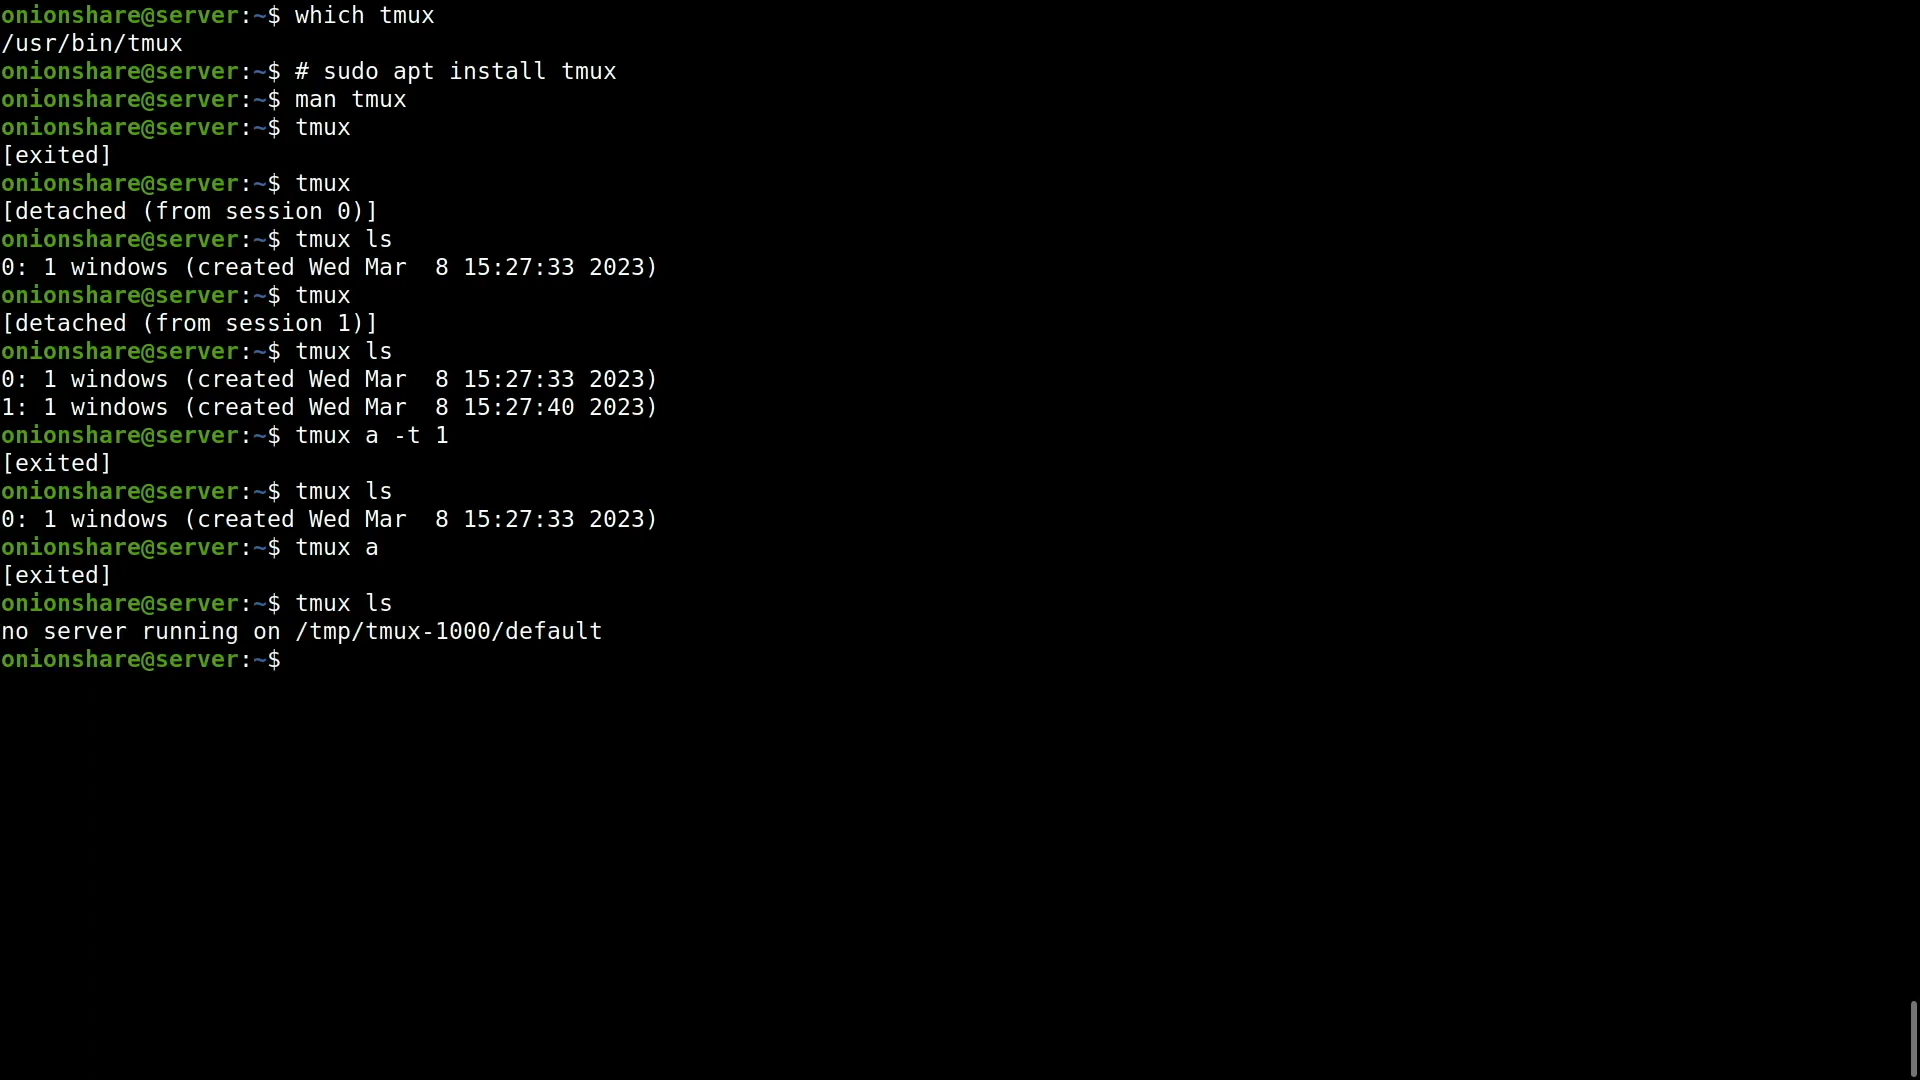 onionshare@server:~$ which tmux
/usr/bin/tmux
onionshare@server:~$ # sudo apt install tmux
onionshare@server:~$ man tmux
onionshare@server:~$ tmux
[exited]
onionshare@server:~$ tmux
[detached (from session 0)]
onionshare@server:~$ tmux ls
0: 1 windows (created Wed Mar  8 15:27:33 2023)
onionshare@server:~$ tmux
[detached (from session 1)]
onionshare@server:~$ tmux ls
0: 1 windows (created Wed Mar  8 15:27:33 2023)
1: 1 windows (created Wed Mar  8 15:27:40 2023)
onionshare@server:~$ tmux a -t 1
[exited]
onionshare@server:~$ tmux ls
0: 1 windows (created Wed Mar  8 15:27:33 2023)
onionshare@server:~$ tmux a
[exited]
onionshare@server:~$ tmux ls
no server running on /tmp/tmux-1000/default
onionshare@server:~$